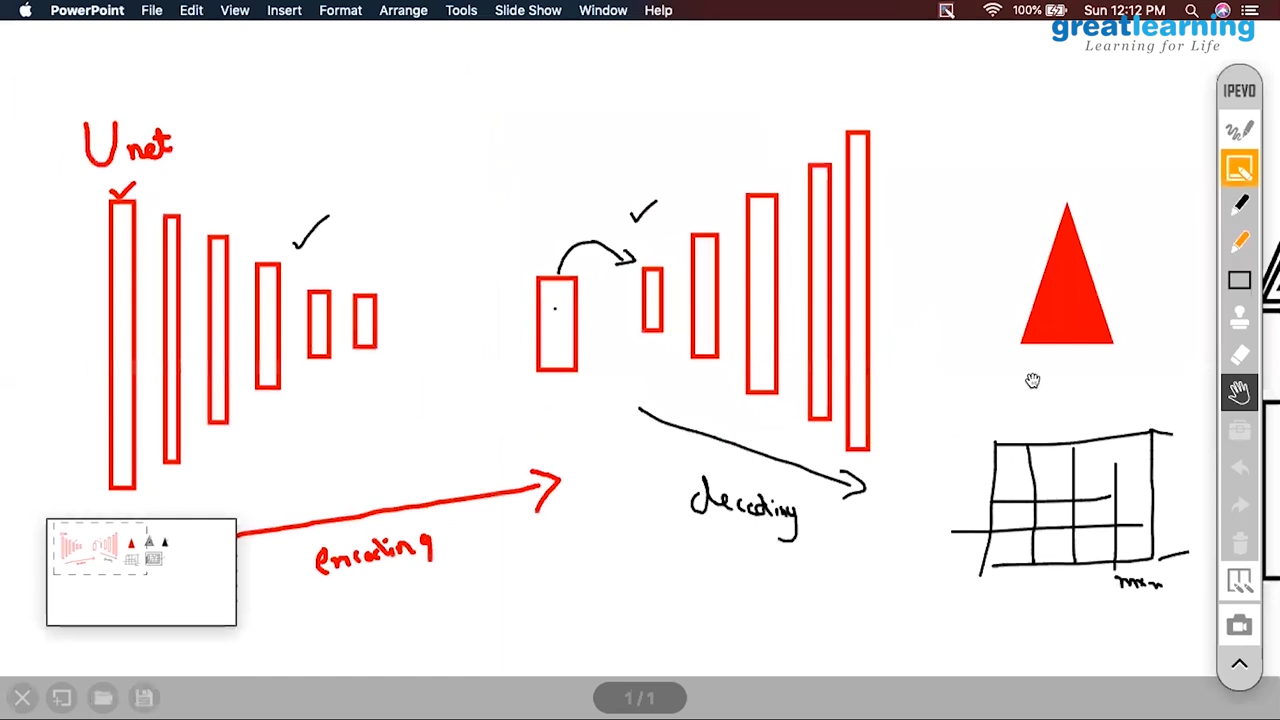 PowerPoint File Edit View Insert Format Arrange Tools Slide Show Window Help 100% Sun 12:12 PM
greatlearning
Learning for Life
IPEVO
Unet
encoding
decoding
1/1